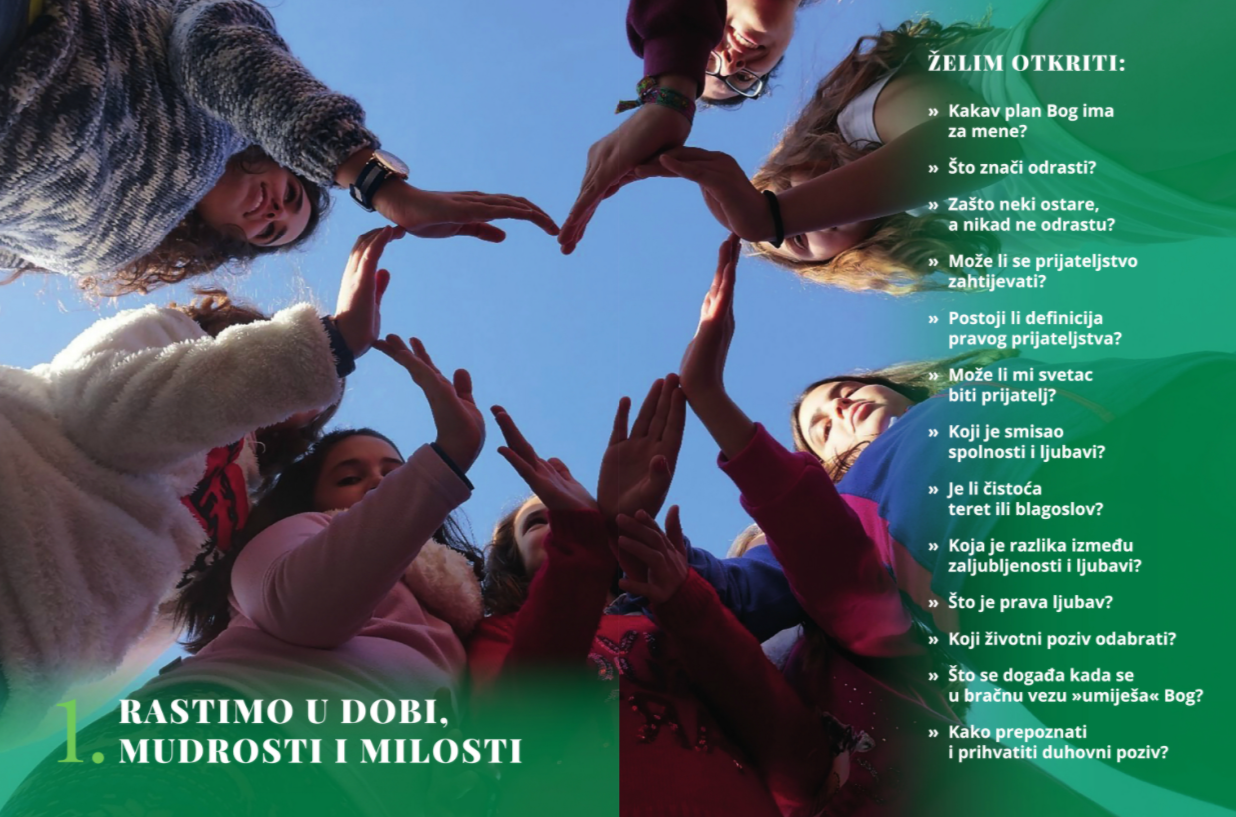 1. RASTIMO U DOBI,
MUDROSTI I MILOSTI
ŽELIM OTKRITI:
» Kakav plan Bog ima
za mene?
» Što znači odrasti?
» Zašto neki ostare,
a nikad ne odrastu?
» Može li se prijateljstvo
zahtijevati?
» Postoji li definicija
pravog prijateljstva?
» Može li mi svetac
biti prijatelj?
» Koji je smisao
spolnosti i ljubavi?
» Je li čistoća
teret ili blagoslov?
» Koja je razlika između
zaljubljenosti i ljubavi?
» Što je prava ljubav?
» Koji životni poziv odabrati?
» Što se događa kada se
u bračnu vezu »umiješa« Bog?
» Kako prepoznati
i prihvatiti duhovni poziv?